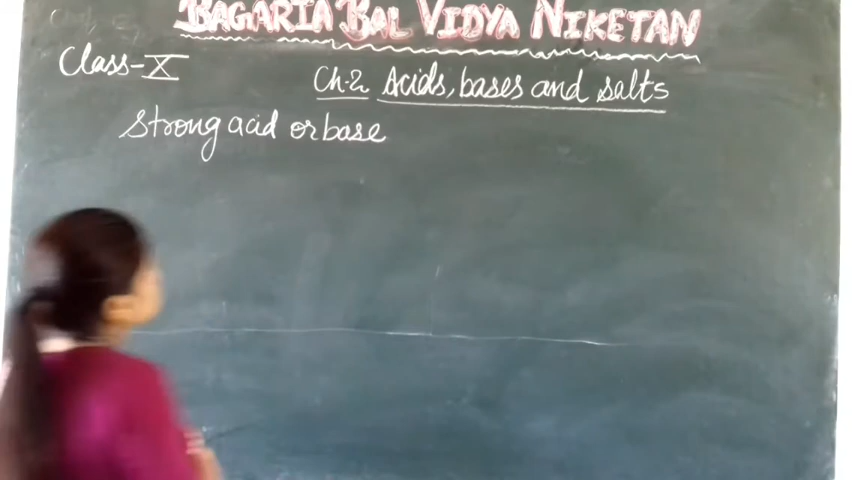 BAGARIA BAL VIDYA NIKETAN
Class-X
Ch-2 Acids, bases and salts
Strong acid or base